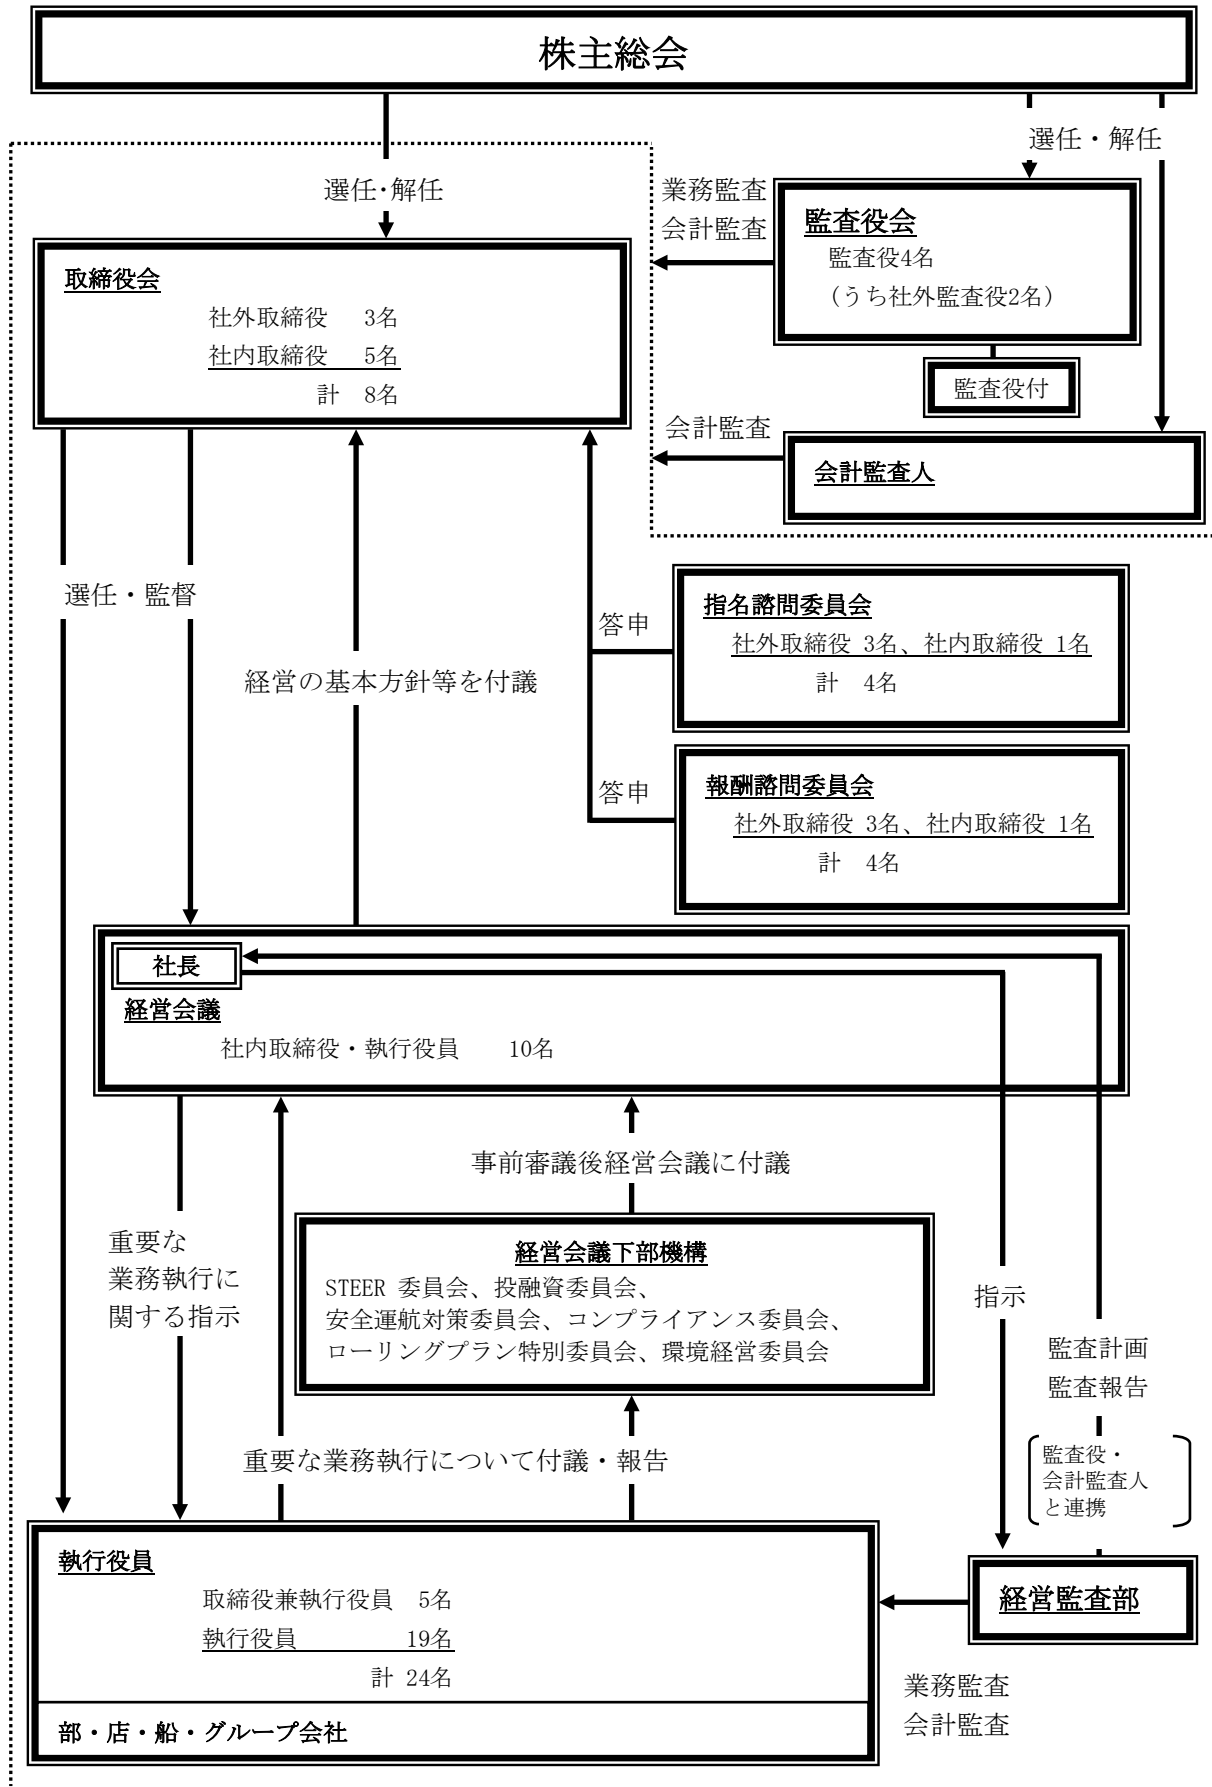 株主総会
選任・解任
選任・解任
業務監査
会計監査
監査役会
監査役4名
（うち社外監査役2名）
監査役付
取締役会
社外取締役 3名
社内取締役 5名
計 8名
会計監査
会計監査人
選任・監督
経営の基本方針等を付議
答申
指名諮問委員会
社外取締役 3名、社内取締役 1名
計 4名
答申
報酬諮問委員会
社外取締役 3名、社内取締役 1名
計 4名
社長
経営会議
社内取締役・執行役員 10名
事前審議後経営会議に付議
重要な
業務執行に
関する指示
経営会議下部機構
STEER 委員会、投融資委員会、
安全運航対策委員会、コンプライアンス委員会、
ローリングプラン特別委員会、環境経営委員会
指示
監査計画
監査報告
重要な業務執行について付議・報告
監査役・
会計監査人
と連携
執行役員
取締役兼執行役員 5名
執行役員 19名
計 24名
部・店・船・グループ会社
経営監査部
業務監査
会計監査